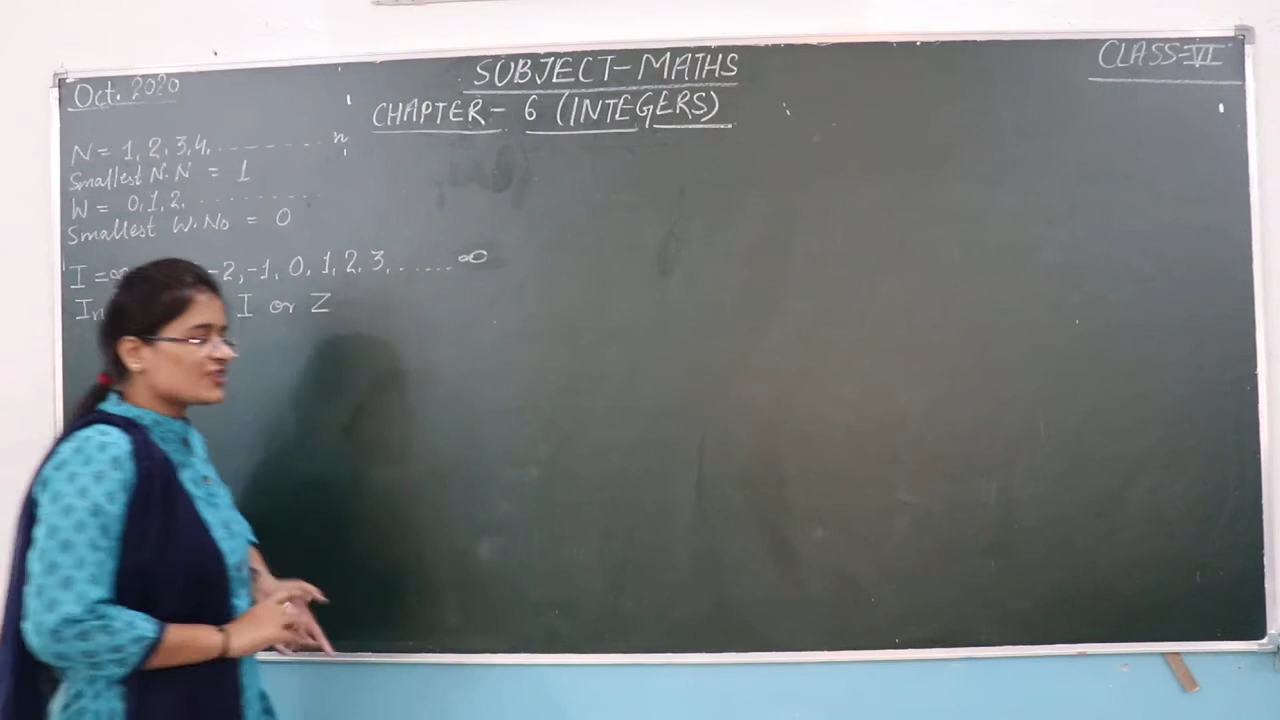 Oct. 2020
SUBJECT-MATHS
CLASS-VI
CHAPTER- 6 (INTEGERS)
N = 1, 2, 3, 4, ........... n
Smallest N.N = 1
W = 0, 1, 2, ...........
Smallest W.No = 0
I = ∞ -2, -1, 0, 1, 2, 3, ...... ∞
I or Z